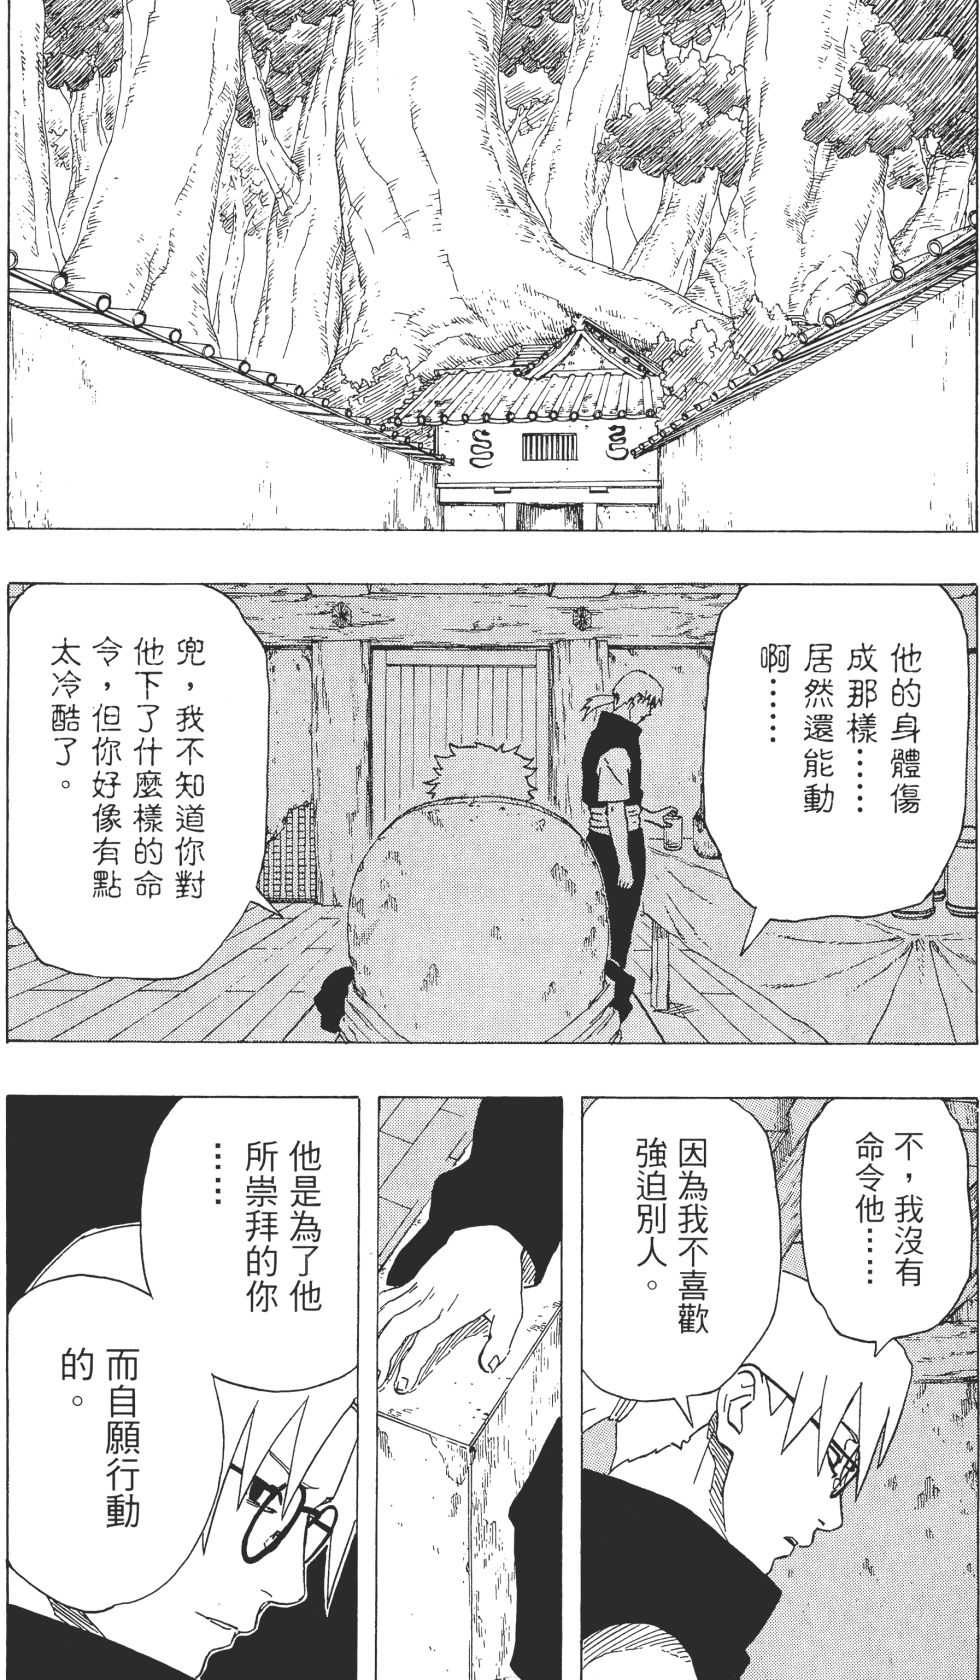 他的身體傷
成那樣……
居然還能動
啊……
兜，我不知道你對
他下了什麼樣的命
令，但你好像有點
太冷酷了。
不，我沒有
命令他……
因為我不喜歡
強迫別人。
他是為了他
所崇拜的你
……
而自願行動
的。